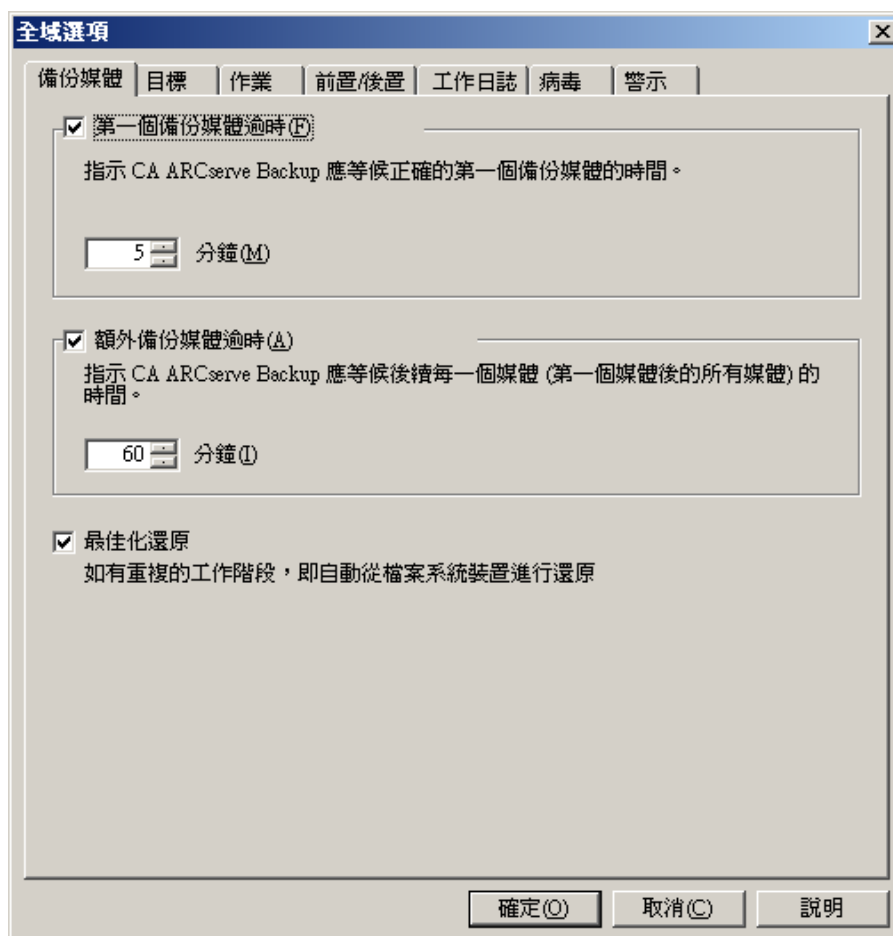 全域選項
備份媒體 目標 作業 前置/後置 工作日誌 病毒 警示
第一個備份媒體逾時(F)
指示 CA ARCserve Backup 應等候正確的第一個備份媒體的時間。
5 分鐘(M)
額外備份媒體逾時(A)
指示 CA ARCserve Backup 應等候後續每一個媒體 (第一個媒體後的所有媒體) 的
時間。
60 分鐘(I)
最佳化還原
如有重複的工作階段，即自動從檔案系統裝置進行還原
確定(O) 取消(C) 說明